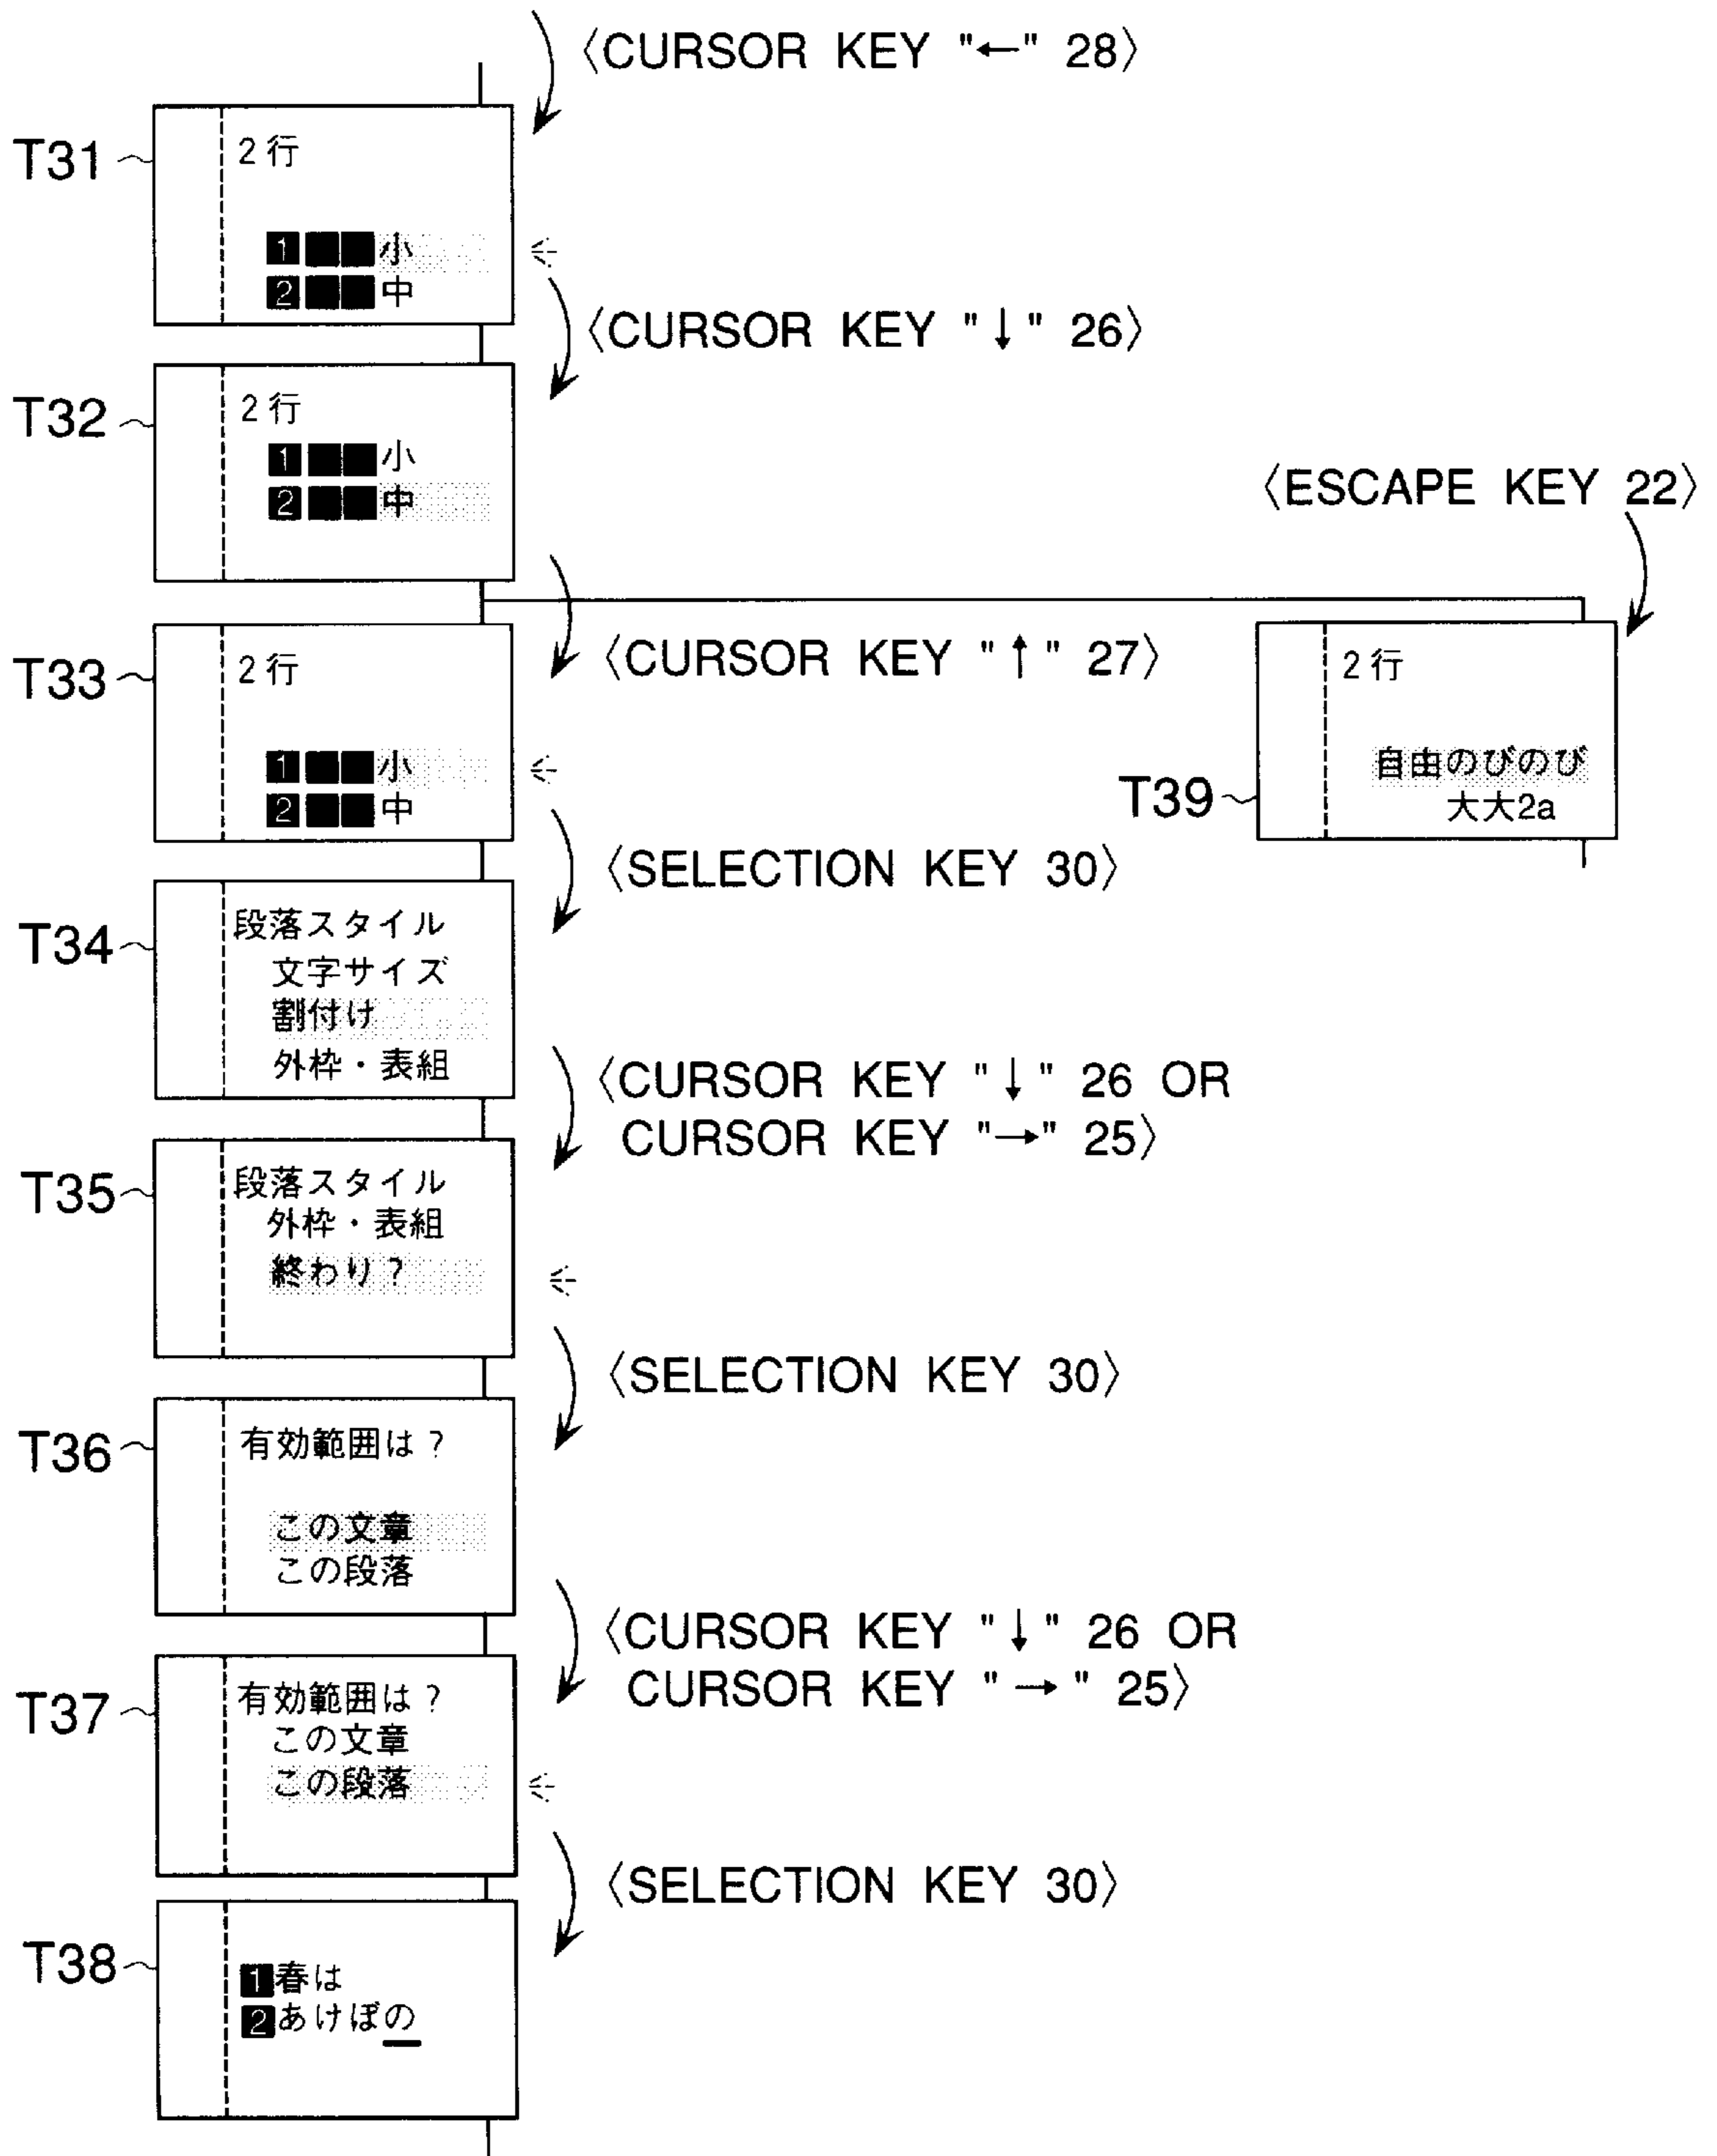 〈CURSOR KEY "←" 28〉
T31
2行
1■■小
2■■中
〈CURSOR KEY "↓" 26〉
T32
2行
1■■小
2■■中
〈ESCAPE KEY 22〉
〈CURSOR KEY "↑" 27〉
T33
2行
1■■小
2■■中
T39
2行
自由のびのび
大大2a
〈SELECTION KEY 30〉
T34
段落スタイル
文字サイズ
割付け
外枠・表組
〈CURSOR KEY "↓" 26 OR
CURSOR KEY "→" 25〉
T35
段落スタイル
外枠・表組
終わり?
〈SELECTION KEY 30〉
T36
有効範囲は?
この文章
この段落
〈CURSOR KEY "↓" 26 OR
CURSOR KEY "→" 25〉
T37
有効範囲は?
この文章
この段落
〈SELECTION KEY 30〉
T38
1春は
2あけぼの